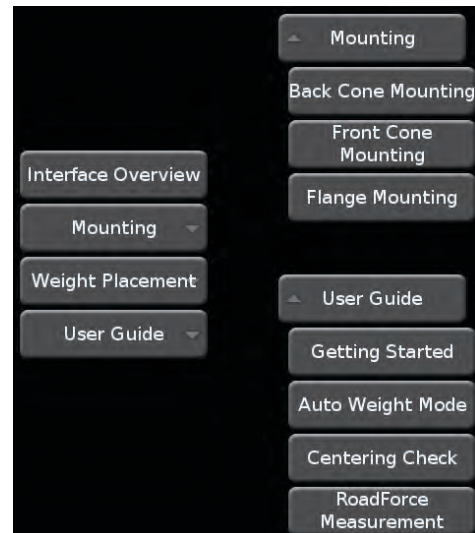 Interface Overview
Mounting
Weight Placement
User Guide
Mounting
Back Cone Mounting
Front Cone
Mounting
Flange Mounting
User Guide
Getting Started
Auto Weight Mode
Centering Check
RoadForce
Measurement